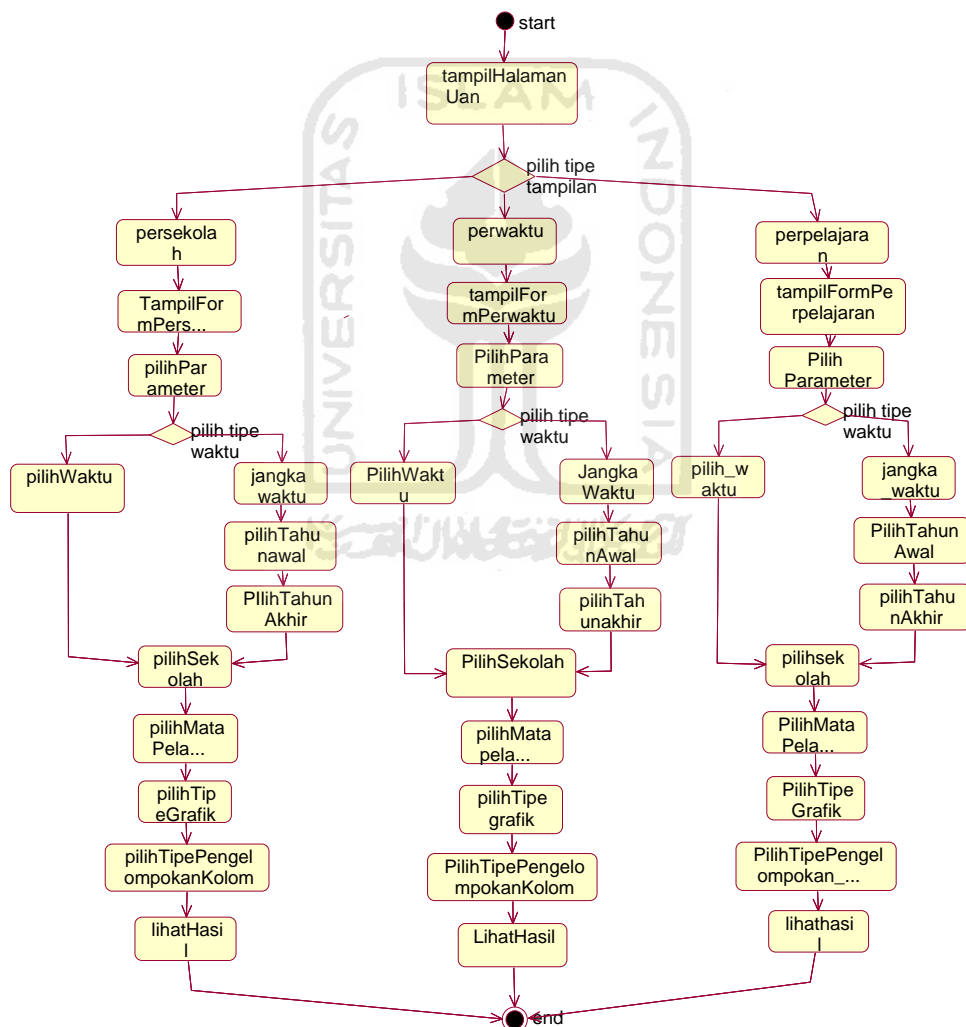 start
tampilHalaman
Uan
pilih tipe
tampilan
persekola
h
perwaktu
perpelajara
n
TampilFor
mPers...
tampilFor
mPerwaktu
tampilFormPe
rpelajaran
pilihPar
ameter
PilihPara
meter
Pilih
Parameter
pilih tipe
waktu
pilih tipe
waktu
pilih tipe
waktu
pilihWaktu
jangka
waktu
PilihWakt
u
Jangka
Waktu
pilih_w
aktu
jangka
_waktu
pilihTahu
nawal
pilihTahu
nAwal
PilihTahun
Awal
PIlihTahun
Akhir
pilihTah
unakhir
pilihTahu
nAkhir
pilihSek
olah
PilihSekolah
pilihsek
olah
pilihMata
Pela...
pilihMata
pela...
PilihMata
Pela...
pilihTip
eGrafik
pilihTipe
grafik
PilihTipe
Grafik
pilihTipePengel
ompokanKolom
PilihTipePengelo
mpokanKolom
PilihTipePengel
ompokan_...
lihatHasi
l
LihatHasil
lihathasi
l
end
UNIVERSITAS
ISLAM
INDONESIA